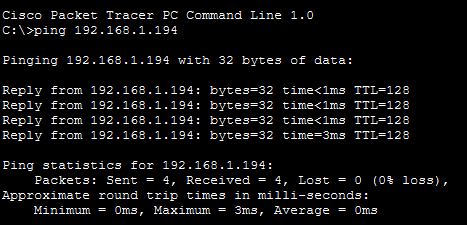 Cisco Packet Tracer PC Command Line 1.0
C:\>ping 192.168.1.194
Pinging 192.168.1.194 with 32 bytes of data:
Reply from 192.168.1.194: bytes=32 time<1ms TTL=128
Reply from 192.168.1.194: bytes=32 time<1ms TTL=128
Reply from 192.168.1.194: bytes=32 time<1ms TTL=128
Reply from 192.168.1.194: bytes=32 time=3ms TTL=128
Ping statistics for 192.168.1.194:
Packets: Sent = 4, Received = 4, Lost = 0 (0% loss),
Approximate round trip times in milli-seconds:
Minimum = 0ms, Maximum = 3ms, Average = 0ms